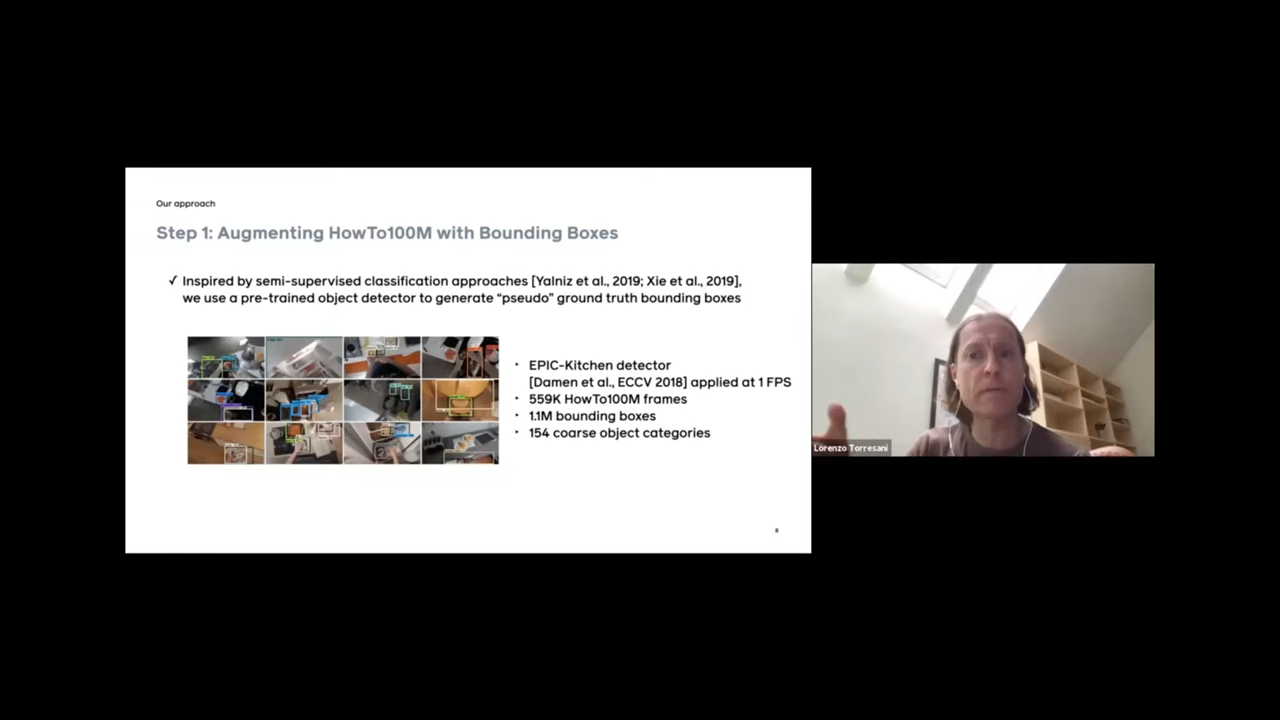 Our approach
Step 1: Augmenting HowTo100M with Bounding Boxes
✓ Inspired by semi-supervised classification approaches [Yalniz et al., 2019; Xie et al., 2019],
we use a pre-trained object detector to generate “pseudo” ground truth bounding boxes
• EPIC-Kitchen detector
[Damen et al., ECCV 2018] applied at 1 FPS
• 559K HowTo100M frames
• 1.1M bounding boxes
• 154 coarse object categories
Lorenzo Torresani
8